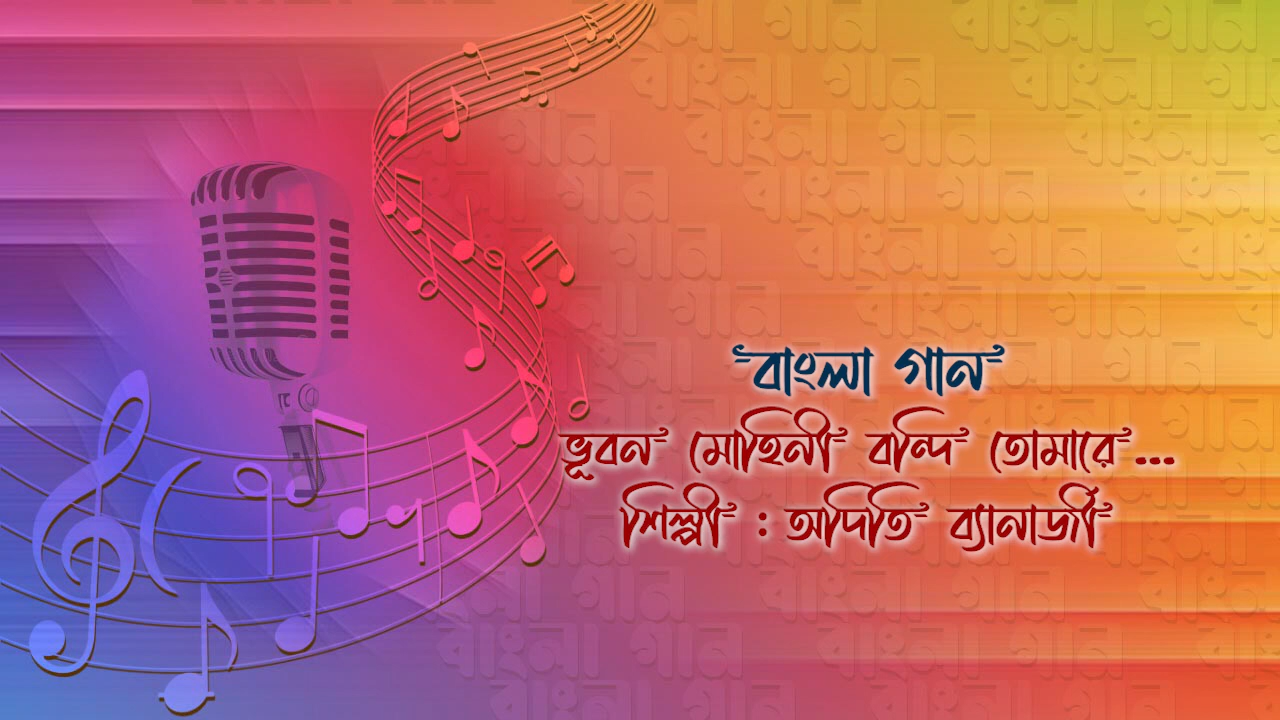 বাংলা গান
ভূবন মোহিনী বন্দি তোমারে ...
শিল্পী : অদিতি ব্যানার্জী